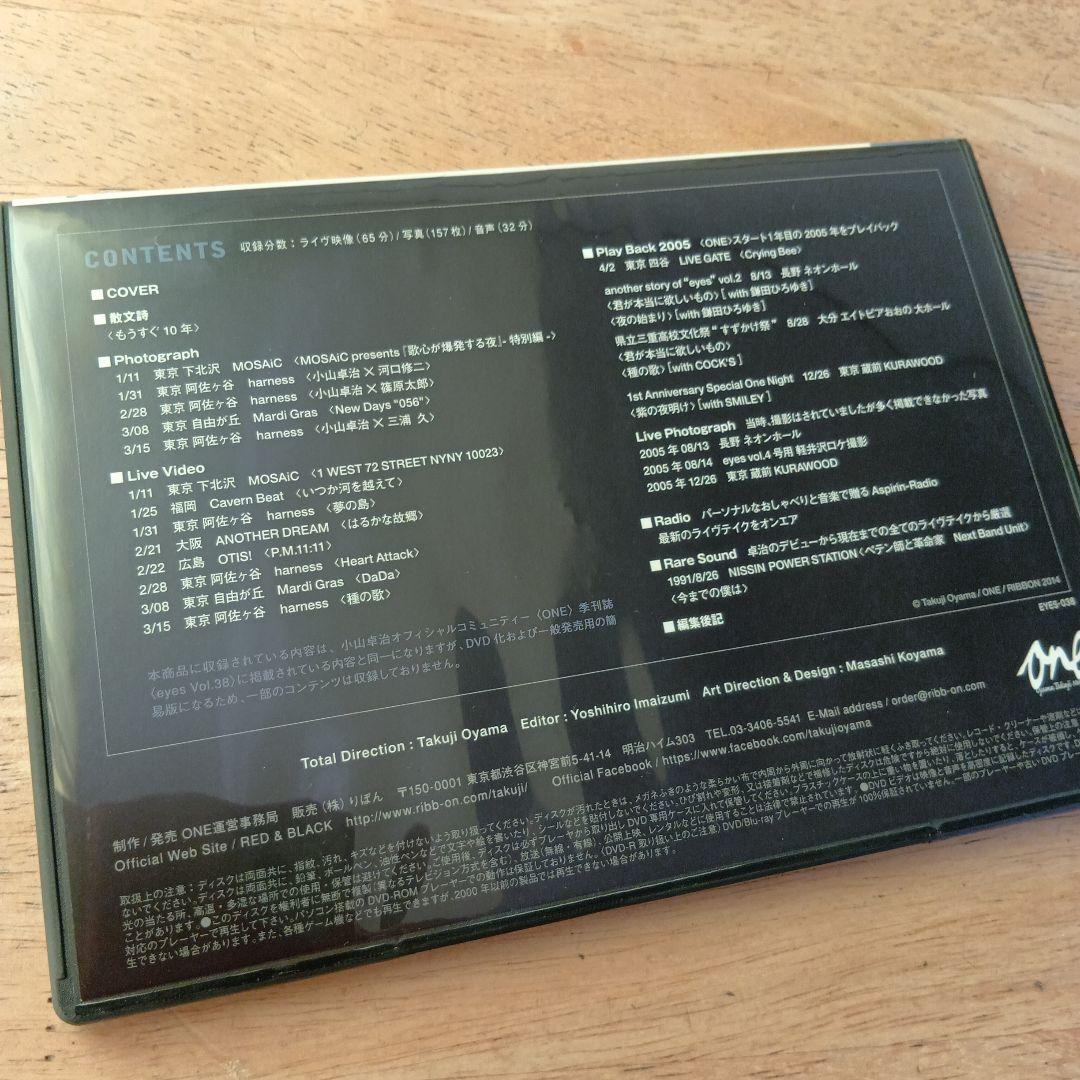 CONTENTS 収録分数：ライヴ映像（65分）/写真（157枚）/音声（32分）
■COVER
■散文詩
〈もうすぐ10年〉
■Photograph
1/11 東京 下北沢 MOSAiC 〈MOSAiC presents『歌心が爆発する夜』- 特別編 -〉
1/31 東京 阿佐ヶ谷 harness 〈小山卓治×河口修二〉
2/28 東京 阿佐ヶ谷 harness 〈小山卓治×篠原太郎〉
3/08 東京 自由が丘 Mardi Gras 〈New Days "056"〉
3/15 東京 阿佐ヶ谷 harness 〈小山卓治×三浦 久〉
■Live Video
1/11 東京 下北沢 MOSAiC 〈1 WEST 72 STREET NYNY 10023〉
1/25 福岡 Cavern Beat 〈いつか河を越えて〉
1/31 東京 阿佐ヶ谷 harness 〈夢の島〉
2/21 大阪 ANOTHER DREAM 〈はるかな故郷〉
2/22 広島 OTIS! 〈P.M.11:11〉
2/28 東京 阿佐ヶ谷 harness 〈Heart Attack〉
3/08 東京 自由が丘 Mardi Gras 〈DaDa〉
3/15 東京 阿佐ヶ谷 harness 〈種の歌〉
■Play Back 2005 〈ONE〉スタート1年目の2005年をプレイバック
4/2 東京 四谷 LIVE GATE 〈Crying Bee〉
another story of "eyes" vol.2 8/13 長野 ネオンホール
〈君が本当に欲しいもの〉[with 鎌田ひろゆき]
〈夜の始まり〉[with 鎌田ひろゆき]
県立三重高校文化祭“すずかけ祭” 8/28 大分 エイトピアおおの 大ホール
〈君が本当に欲しいもの〉
〈種の歌〉[with COCK'S]
1st Anniversary Special One Night 12/26 東京 蔵前 KURAWOOD
〈紫の夜明け〉[with SMILEY]
Live Photograph 当時、撮影はされていましたが多く掲載できなかった写真
2005年08/13 長野 ネオンホール
2005年08/14 eyes vol.4号用 軽井沢ロケ撮影
2005年12/26 東京 蔵前 KURAWOOD
■Radio パーソナルなおしゃべりと音楽で贈る Aspirin-Radio
最新のライヴテイクをオンエア
■Rare Sound 卓治のデビューから現在までの全てのライヴテイクから厳選
1991/8/26 NISSIN POWER STATION〈ペテン師と革命家 Next Band Unit〉
〈今までの僕は〉
■編集後記
© Takuji Oyama / ONE / RIBBON 2014
EYES-038
one
本商品に収録されている内容は、小山卓治オフィシャルコミュニティー〈ONE〉季刊誌
〈eyes Vol.38〉に掲載されている内容と同一になりますが、DVD化および一般発売用の簡
易版になるため、一部のコンテンツは収録しておりません。
Total Direction : Takuji Oyama Editor : Yoshihiro Imaizumi Art Direction & Design : Masashi Koyama
制作/発売 ONE運営事務局 販売（株）りぼん 〒150-0001 東京都渋谷区神宮前5-41-14 明治ハイム303 TEL.03-3406-5541 E-Mail address / order@ribb-on.com
Official Web Site / RED & BLACK http://www.ribb-on.com/takuji/ Official Facebook / https://www.facebook.com/takujioyama